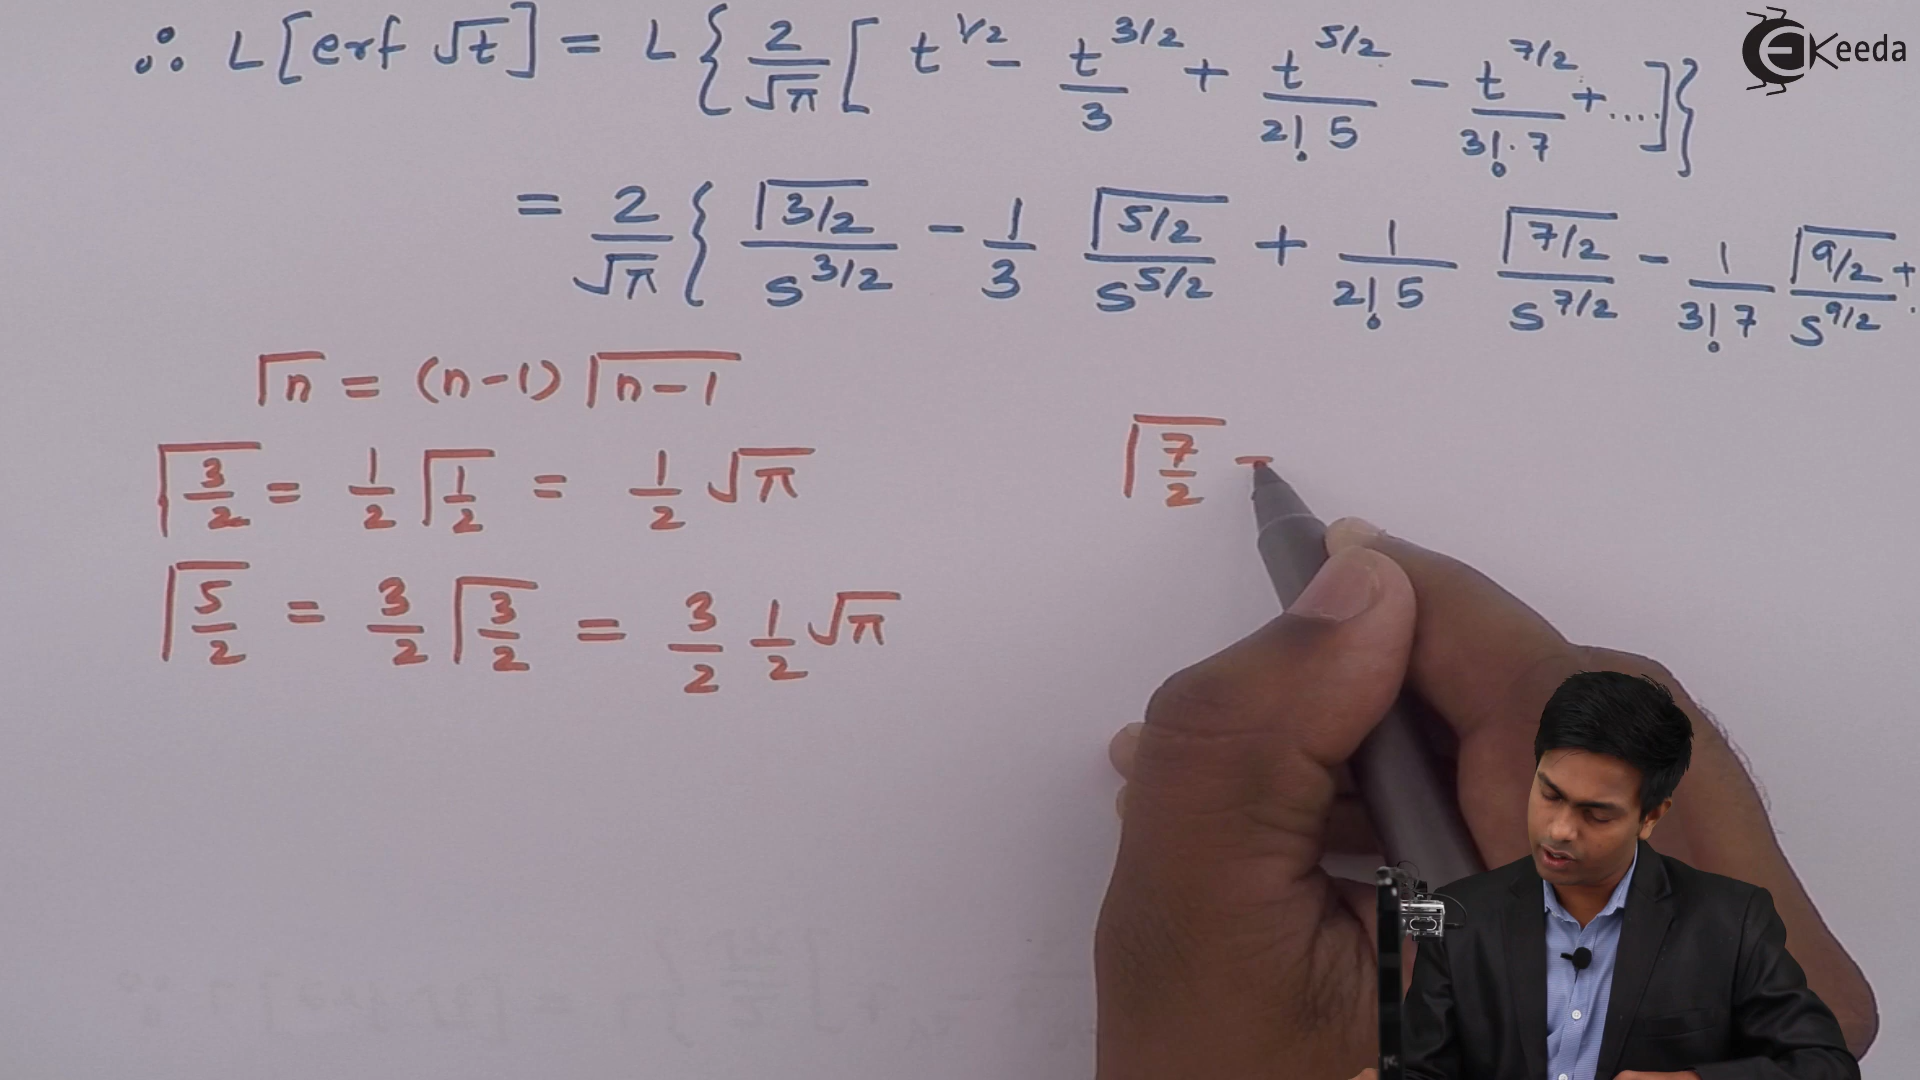 ∴ L[erf √t] = L{2/√π [t^1/2 - t^3/2/3 + t^5/2/2! 5 - t^7/2/3!·7 + ....]}
= 2/√π { Γ3/2/s^3/2 - 1/3 Γ5/2/s^5/2 + 1/2! 5 Γ7/2/s^7/2 - 1/3! 7 Γ9/2/s^9/2 + .
Γn = (n-1) Γn-1
Γ3/2 = 1/2 Γ1/2 = 1/2 √π
Γ5/2 = 3/2 Γ3/2 = 3/2 1/2 √π
Γ7/2 =
EKeeda